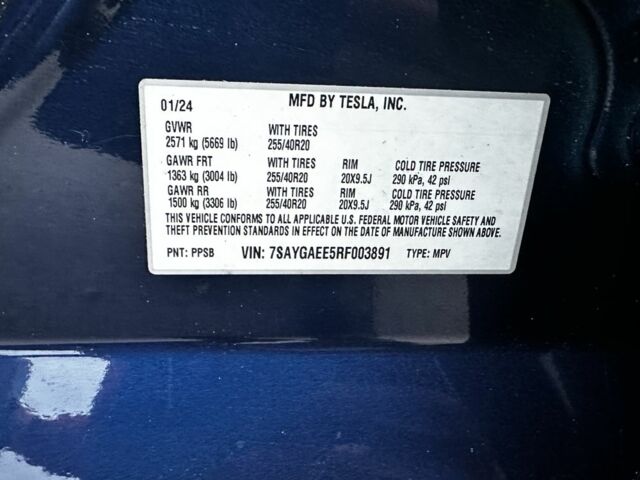 01/24 MFD BY TESLA, INC.
GVWR WITH TIRES
2571 kg (5669 lb) 255/40R20
GAWR FRT WITH TIRES RIM COLD TIRE PRESSURE
1363 kg (3004 lb) 255/40R20 20X9.5J 290 kPa, 42 psi
GAWR RR WITH TIRES RIM COLD TIRE PRESSURE
1500 kg (3306 lb) 255/40R20 20X9.5J 290 kPa, 42 psi
THIS VEHICLE CONFORMS TO ALL APPLICABLE U.S. FEDERAL MOTOR VEHICLE SAFETY AND
THEFT PREVENTION STANDARDS IN EFFECT ON THE DATE OF MANUFACTURE SHOWN ABOVE.
PNT: PPSB VIN: 7SAYGAEE5RF003891 TYPE: MPV